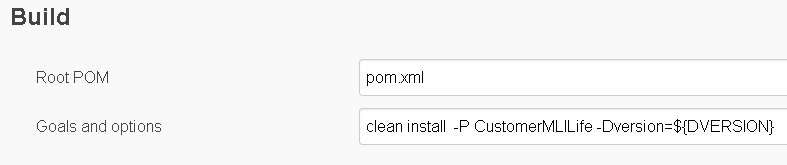 Build
Root POM
pom.xml
Goals and options
clean install -P CustomerMLILife -Dversion=${DVERSION}